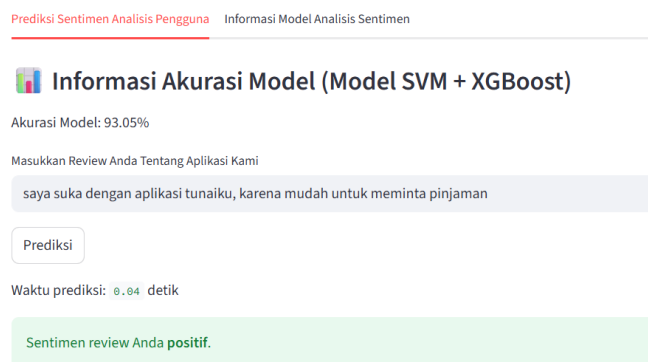 Prediksi Sentimen Analisis Pengguna Informasi Model Analisis Sentimen
Informasi Akurasi Model (Model SVM + XGBoost)
Akurasi Model: 93.05%
Masukkan Review Anda Tentang Aplikasi Kami
saya suka dengan aplikasi tunaiku, karena mudah untuk meminta pinjaman
Prediksi
Waktu prediksi: 0.04 detik
Sentimen review Anda positif.